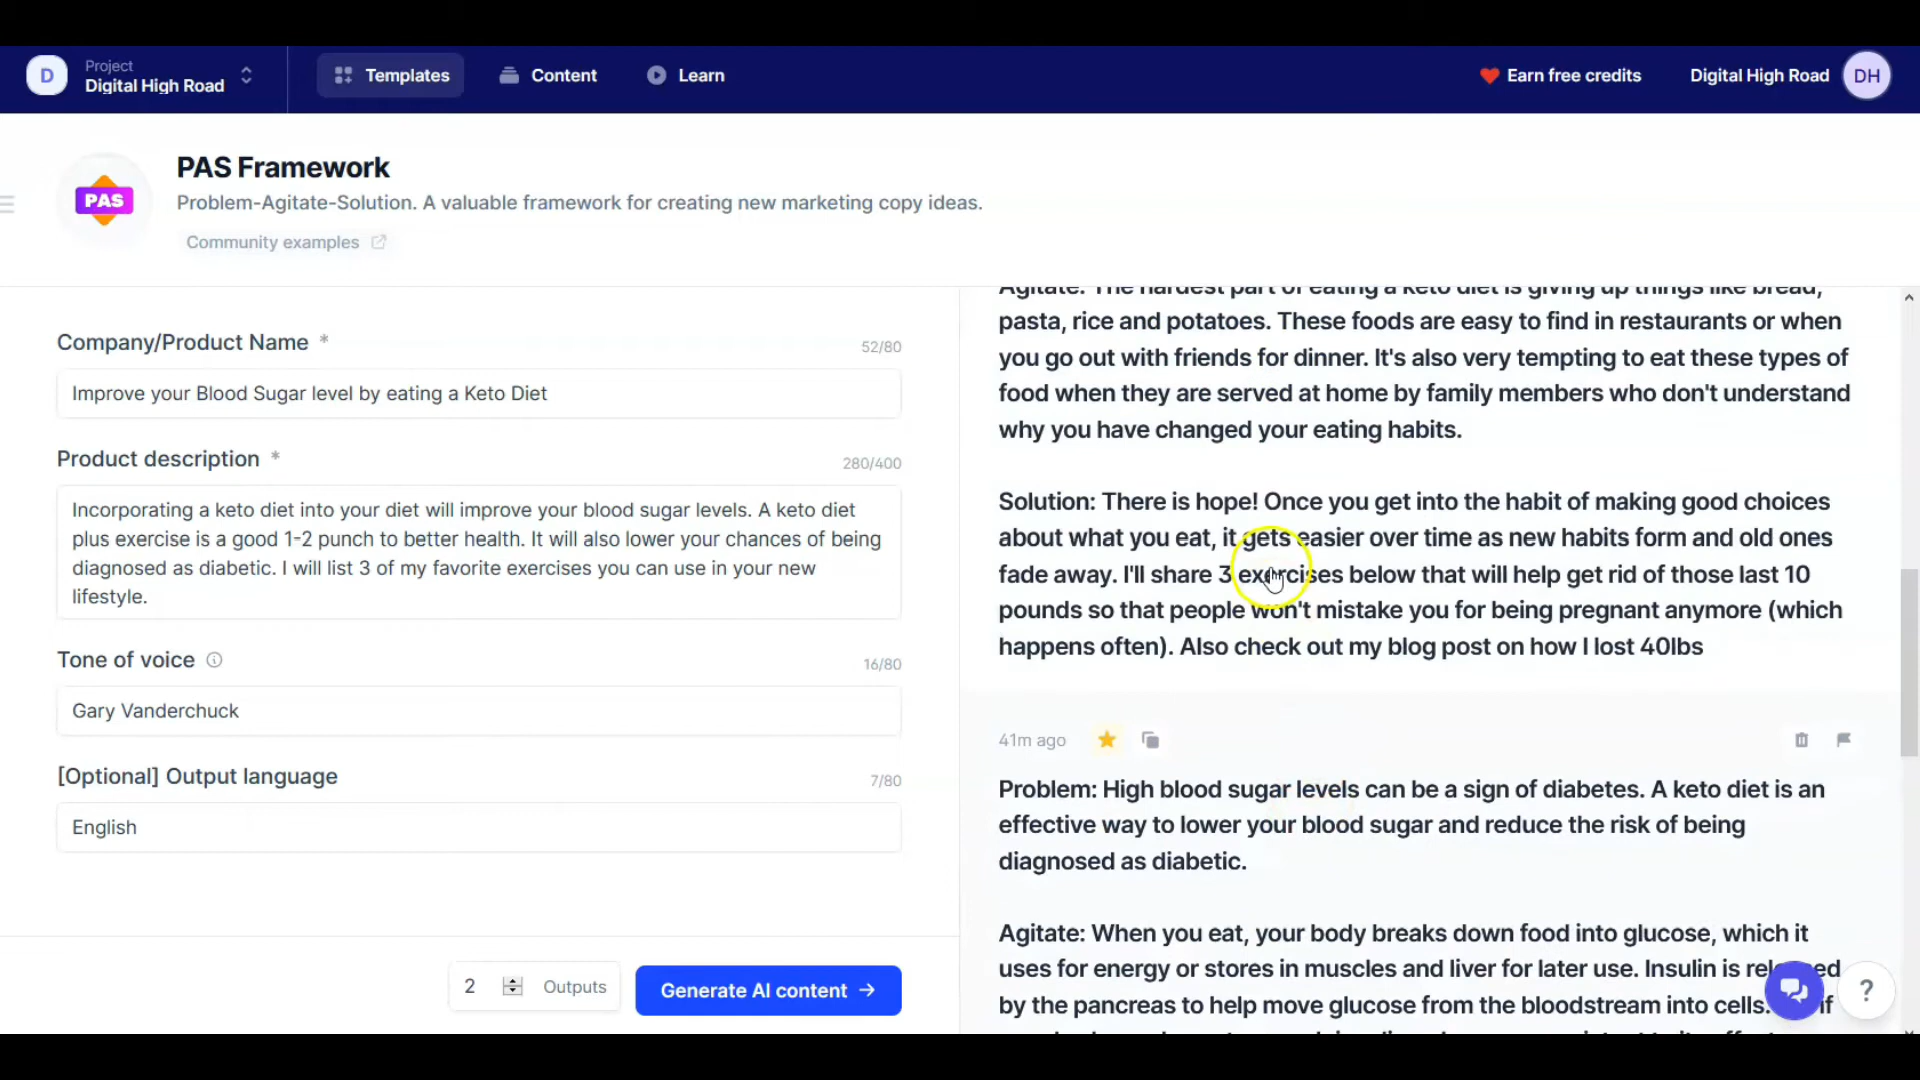 D
Project
Digital High Road
Templates
Content
Learn
Earn free credits
Digital High Road
DH
PAS
PAS Framework
Problem-Agitate-Solution. A valuable framework for creating new marketing copy ideas.
Community examples
Company/Product Name *
52/80
Improve your Blood Sugar level by eating a Keto Diet
Product description *
280/400
Incorporating a keto diet into your diet will improve your blood sugar levels. A keto diet
plus exercise is a good 1-2 punch to better health. It will also lower your chances of being
diagnosed as diabetic. I will list 3 of my favorite exercises you can use in your new
lifestyle.
Tone of voice
16/80
Gary Vanderchuck
[Optional] Output language
7/80
English
2
Outputs
Generate AI content →
Agitate: The hardest part of eating a keto diet is giving up things like bread,
pasta, rice and potatoes. These foods are easy to find in restaurants or when
you go out with friends for dinner. It's also very tempting to eat these types of
food when they are served at home by family members who don't understand
why you have changed your eating habits.
Solution: There is hope! Once you get into the habit of making good choices
about what you eat, it gets easier over time as new habits form and old ones
fade away. I'll share 3 exercises below that will help get rid of those last 10
pounds so that people won't mistake you for being pregnant anymore (which
happens often). Also check out my blog post on how I lost 40lbs
41m ago
Problem: High blood sugar levels can be a sign of diabetes. A keto diet is an
effective way to lower your blood sugar and reduce the risk of being
diagnosed as diabetic.
Agitate: When you eat, your body breaks down food into glucose, which it
uses for energy or stores in muscles and liver for later use. Insulin is
by the pancreas to help move glucose from the bloodstream into cells. if
?